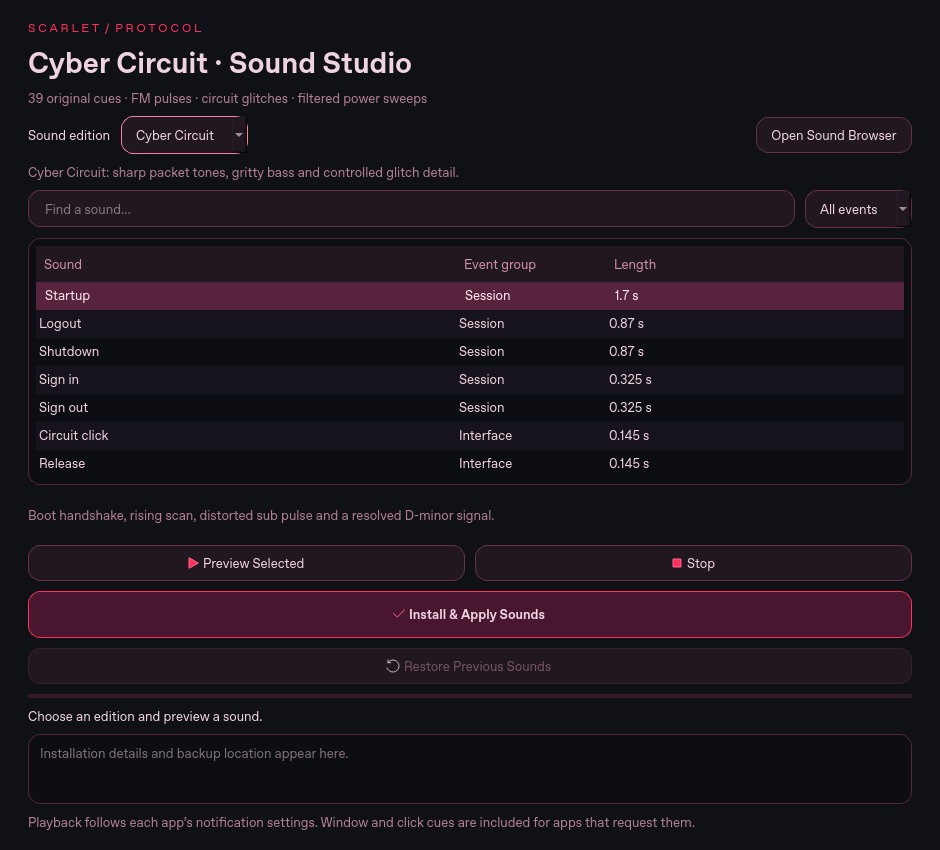 SCARLET / PROTOCOL
Cyber Circuit · Sound Studio
39 original cues · FM pulses · circuit glitches · filtered power sweeps
Sound edition Cyber Circuit Open Sound Browser
Cyber Circuit: sharp packet tones, gritty bass and controlled glitch detail.
Find a sound... All events
Sound Event group Length
Startup Session 1.7 s
Logout Session 0.87 s
Shutdown Session 0.87 s
Sign in Session 0.325 s
Sign out Session 0.325 s
Circuit click Interface 0.145 s
Release Interface 0.145 s
Boot handshake, rising scan, distorted sub pulse and a resolved D-minor signal.
Preview Selected Stop
Install & Apply Sounds
Restore Previous Sounds
Choose an edition and preview a sound.
Installation details and backup location appear here.
Playback follows each app's notification settings. Window and click cues are included for apps that request them.